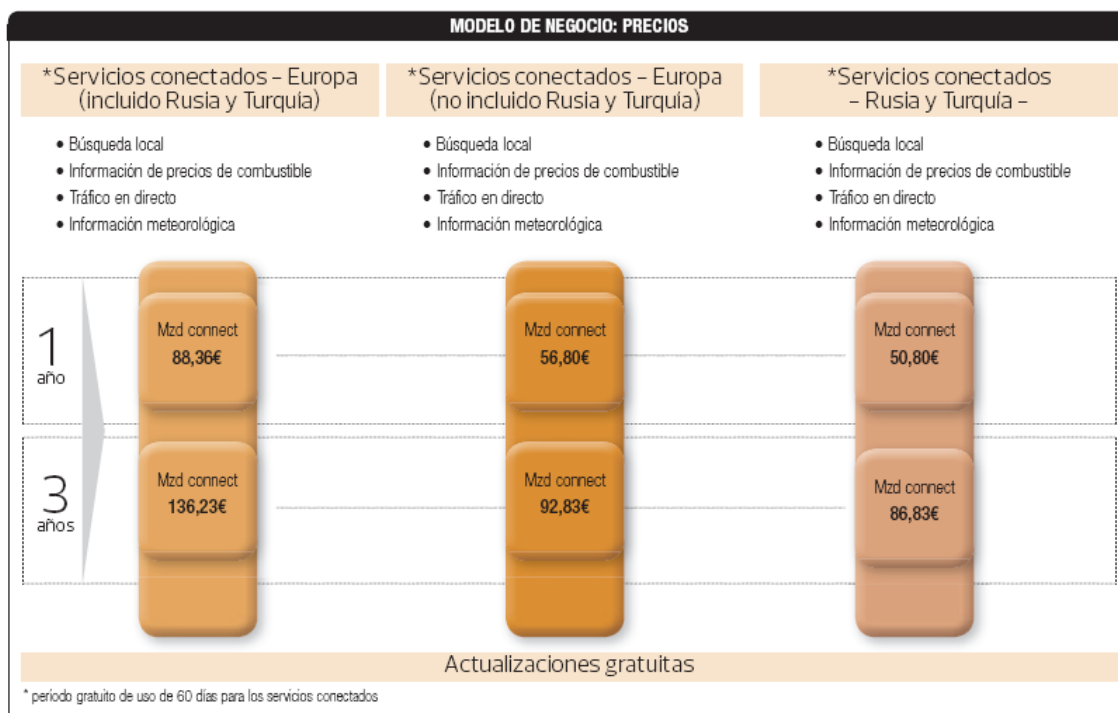 MODELO DE NEGOCIO: PRECIOS
*Servicios conectados – Europa
(incluido Rusia y Turquía)
• Búsqueda local
• Información de precios de combustible
• Tráfico en directo
• Información meteorológica
*Servicios conectados – Europa
(no incluido Rusia y Turquía)
• Búsqueda local
• Información de precios de combustible
• Tráfico en directo
• Información meteorológica
*Servicios conectados
– Rusia y Turquía –
• Búsqueda local
• Información de precios de combustible
• Tráfico en directo
• Información meteorológica
1
año
Mzd connect
88,36€
Mzd connect
56,80€
Mzd connect
50,80€
3
años
Mzd connect
136,23€
Mzd connect
92,83€
Mzd connect
86,83€
Actualizaciones gratuitas
* período gratuito de uso de 60 días para los servicios conectados